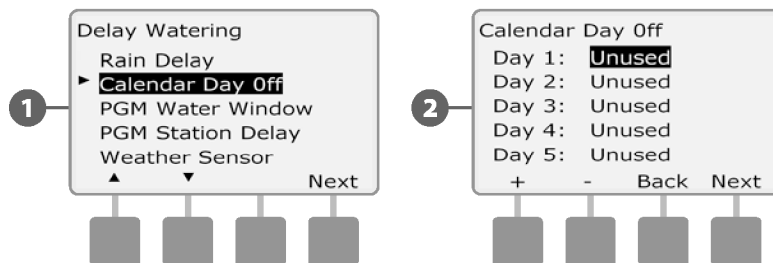 Delay Watering
Rain Delay
► Calendar Day Off
PGM Water Window
PGM Station Delay
Weather Sensor
▲ ▼ Next
1
Calendar Day Off
Day 1: Unused
Day 2: Unused
Day 3: Unused
Day 4: Unused
Day 5: Unused
+ - Back Next
2